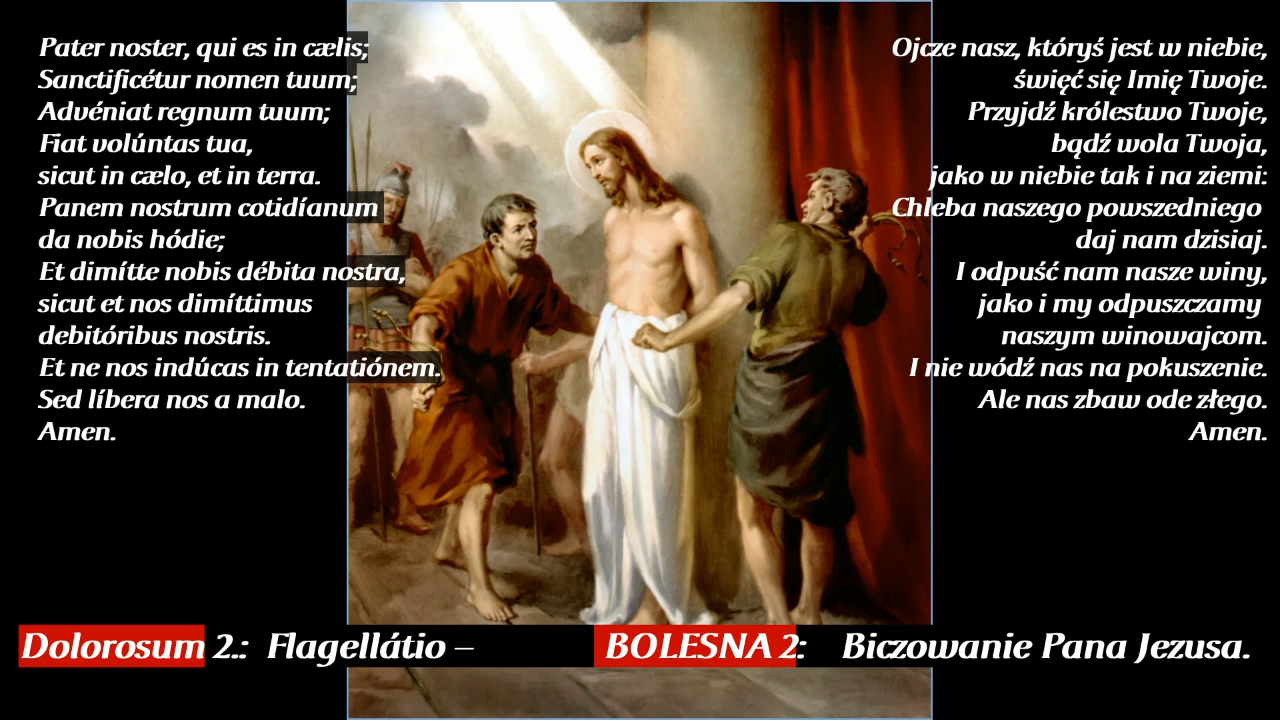 Pater noster, qui es in cælis;
Sanctificétur nomen tuum;
Advéniat regnum tuum;
Fiat volúntas tua,
sicut in cælo, et in terra.
Panem nostrum cotidíanum
da nobis hódie;
Et dimítte nobis débita nostra,
sicut et nos dimíttimus
debitóribus nostris.
Et ne nos indúcas in tentatiónem.
Sed líbera nos a malo.
Amen.
Ojcze nasz, któryś jest w niebie,
święć się Imię Twoje.
Przyjdź królestwo Twoje,
bądź wola Twoja,
jako w niebie tak i na ziemi:
Chleba naszego powszedniego
daj nam dzisiaj.
I odpuść nam nasze winy,
jako i my odpuszczamy
naszym winowajcom.
I nie wódź nas na pokuszenie.
Ale nas zbaw ode złego.
Amen.
Dolorosum 2.: Flagellátio – BOLESNA 2: Biczowanie Pana Jezusa.